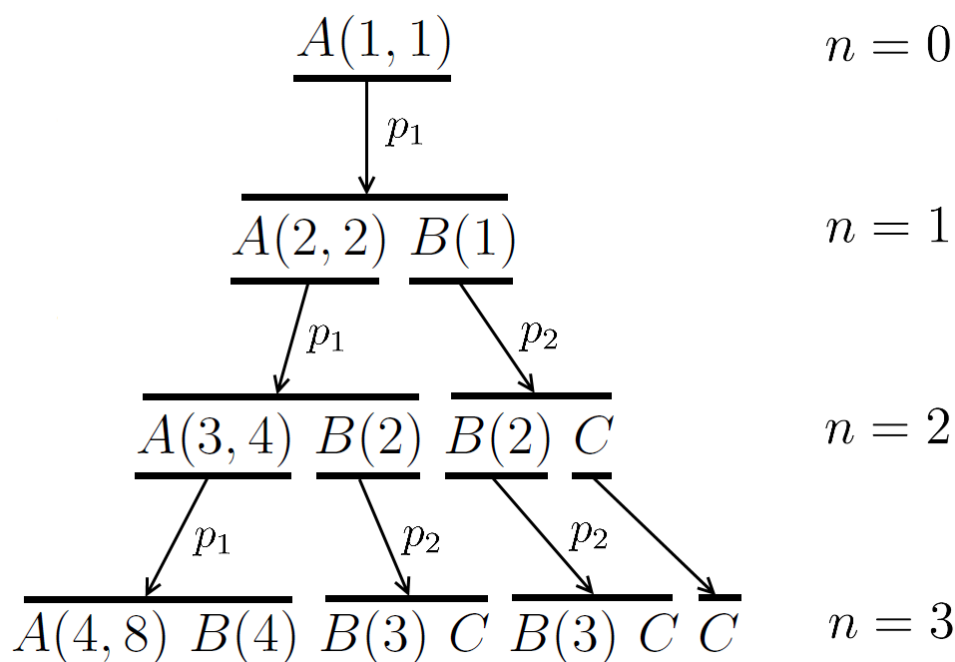 A(1, 1) n = 0
p₁
A(2, 2) B(1) n = 1
p₁ p₂
A(3, 4) B(2) B(2) C n = 2
p₁ p₂ p₂
A(4, 8) B(4) B(3) C B(3) C C n = 3